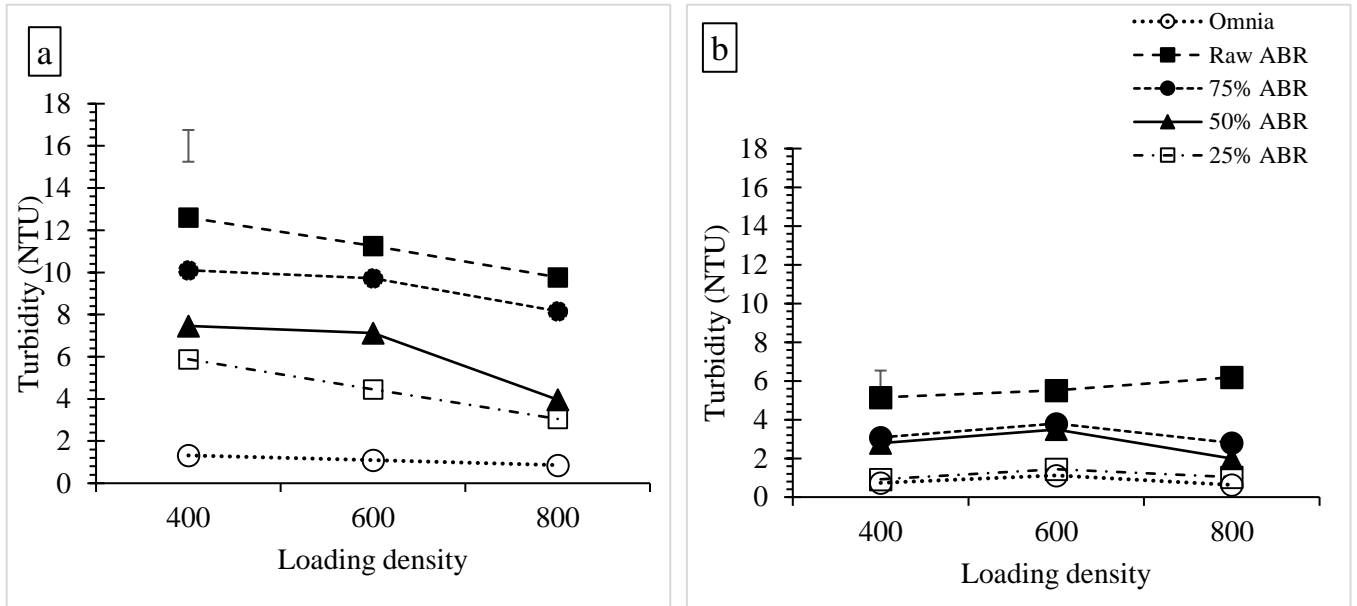 a
18
16
14
12
10
8
6
4
2
0
Turbidity (NTU)
400 600 800
Loading density
b
Omnia
Raw ABR
75% ABR
50% ABR
25% ABR
18
16
14
12
10
8
6
4
2
0
Turbidity (NTU)
400 600 800
Loading density